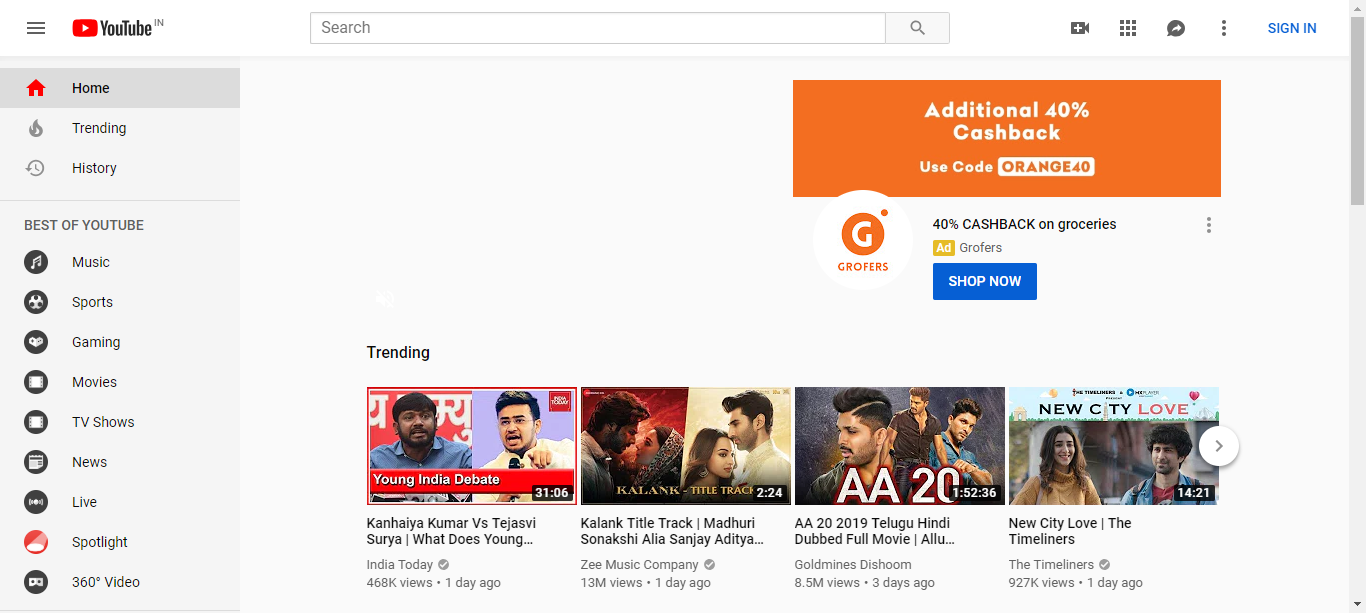 YouTube IN
Search
SIGN IN
Home
Trending
History
BEST OF YOUTUBE
Music
Sports
Gaming
Movies
TV Shows
News
Live
Spotlight
360° Video
Additional 40%
Cashback
Use Code ORANGE40
G
GROFERS
40% CASHBACK on groceries
Ad Grofers
SHOP NOW
Trending
INDIA
TODAY
Young India Debate
31:06
Kanhaiya Kumar Vs Tejasvi
Surya | What Does Young...
India Today
468K views • 1 day ago
KALANK - TITLE TRACK
2:24
Kalank Title Track | Madhuri
Sonakshi Alia Sanjay Aditya...
Zee Music Company
13M views • 1 day ago
AA 20
1:52:36
AA 20 2019 Telugu Hindi
Dubbed Full Movie | Allu...
Goldmines Dishoom
8.5M views • 3 days ago
THE TIMELINERS & MXPLAYER
NEW CITY LOVE
14:21
New City Love | The
Timeliners
The Timeliners
927K views • 1 day ago